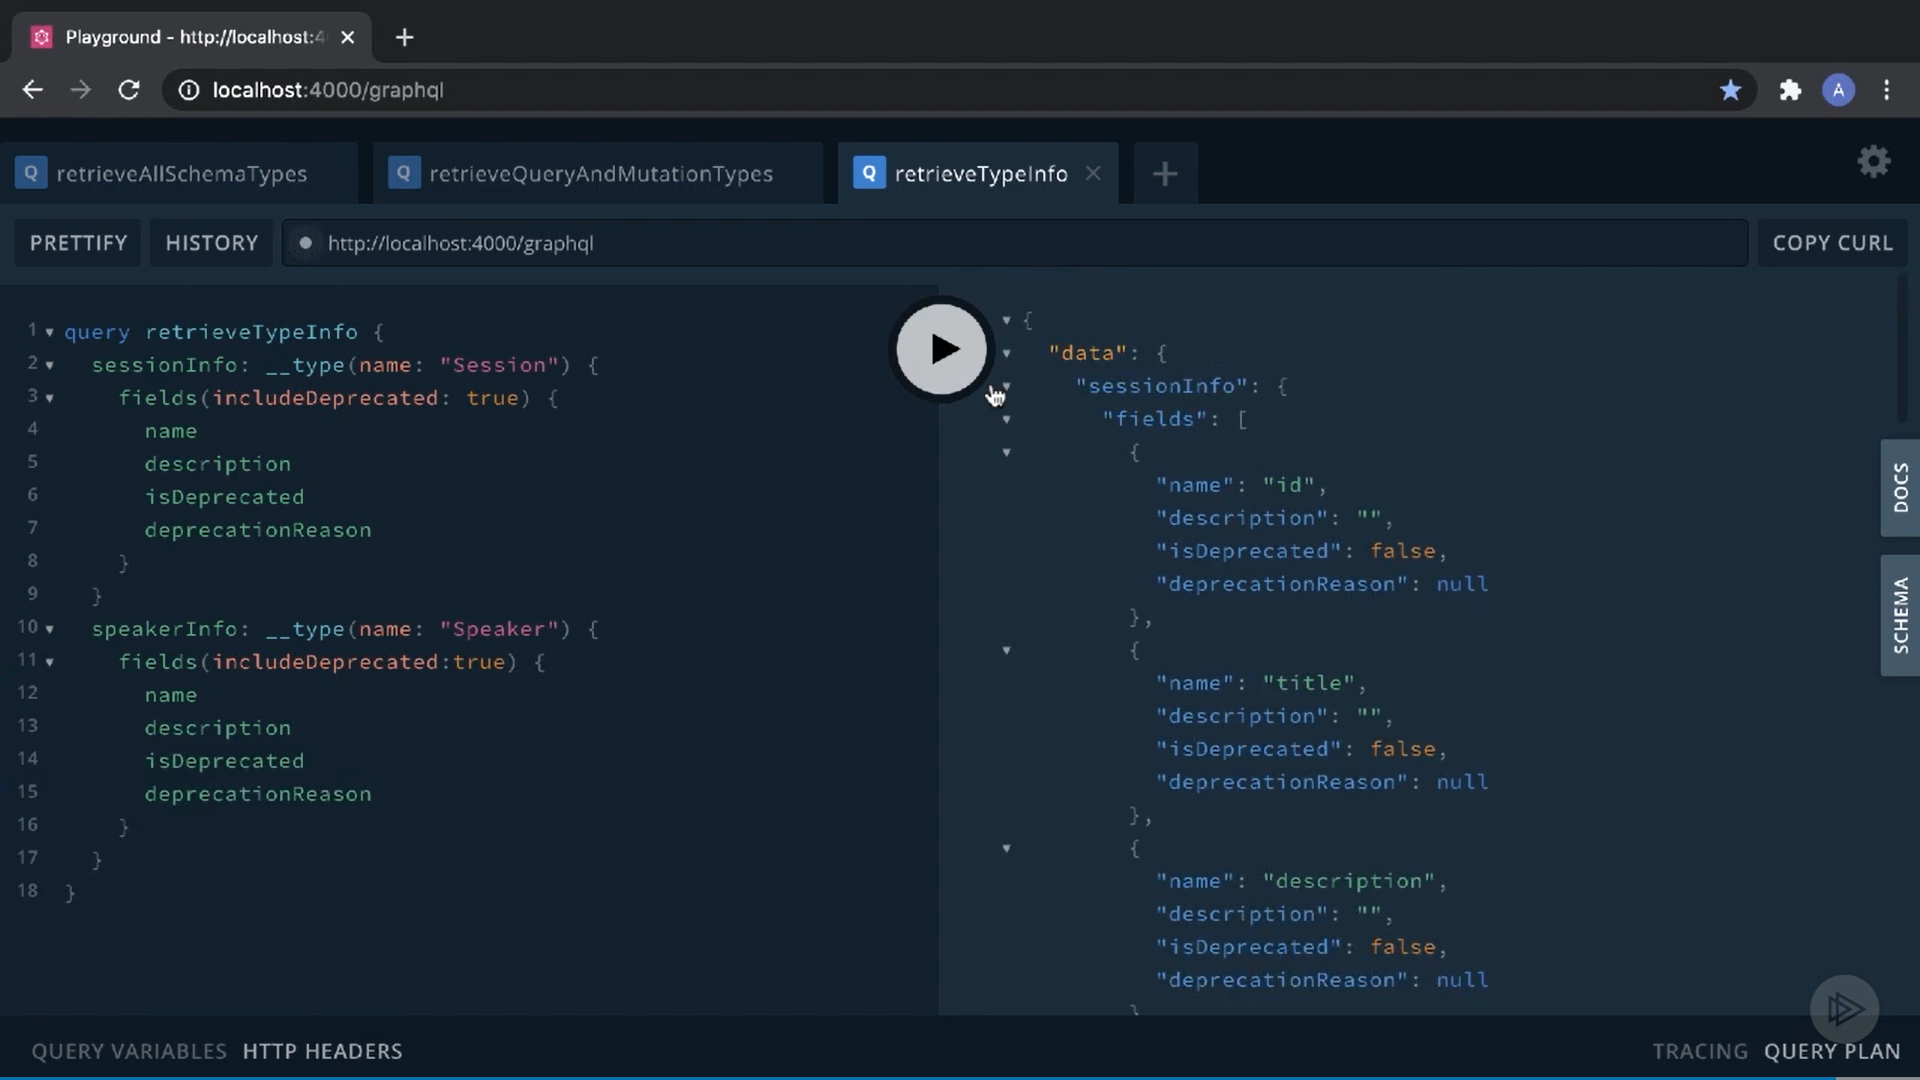 Playground - http://localhost:4
localhost:4000/graphql
A
Q retrieveAllSchemaTypes
Q retrieveQueryAndMutationTypes
Q retrieveTypeInfo
PRETTIFY
HISTORY
http://localhost:4000/graphql
COPY CURL
1 query retrieveTypeInfo {
2 sessionInfo: __type(name: "Session") {
3 fields(includeDeprecated: true) {
4 name
5 description
6 isDeprecated
7 deprecationReason
8 }
9 }
10 speakerInfo: __type(name: "Speaker") {
11 fields(includeDeprecated:true) {
12 name
13 description
14 isDeprecated
15 deprecationReason
16 }
17 }
18 }
{
"data": {
"sessionInfo": {
"fields": [
{
"name": "id",
"description": "",
"isDeprecated": false,
"deprecationReason": null
},
{
"name": "title",
"description": "",
"isDeprecated": false,
"deprecationReason": null
},
{
"name": "description",
"description": "",
"isDeprecated": false,
"deprecationReason": null
}
DOCS
SCHEMA
QUERY VARIABLES
HTTP HEADERS
TRACING
QUERY PLAN